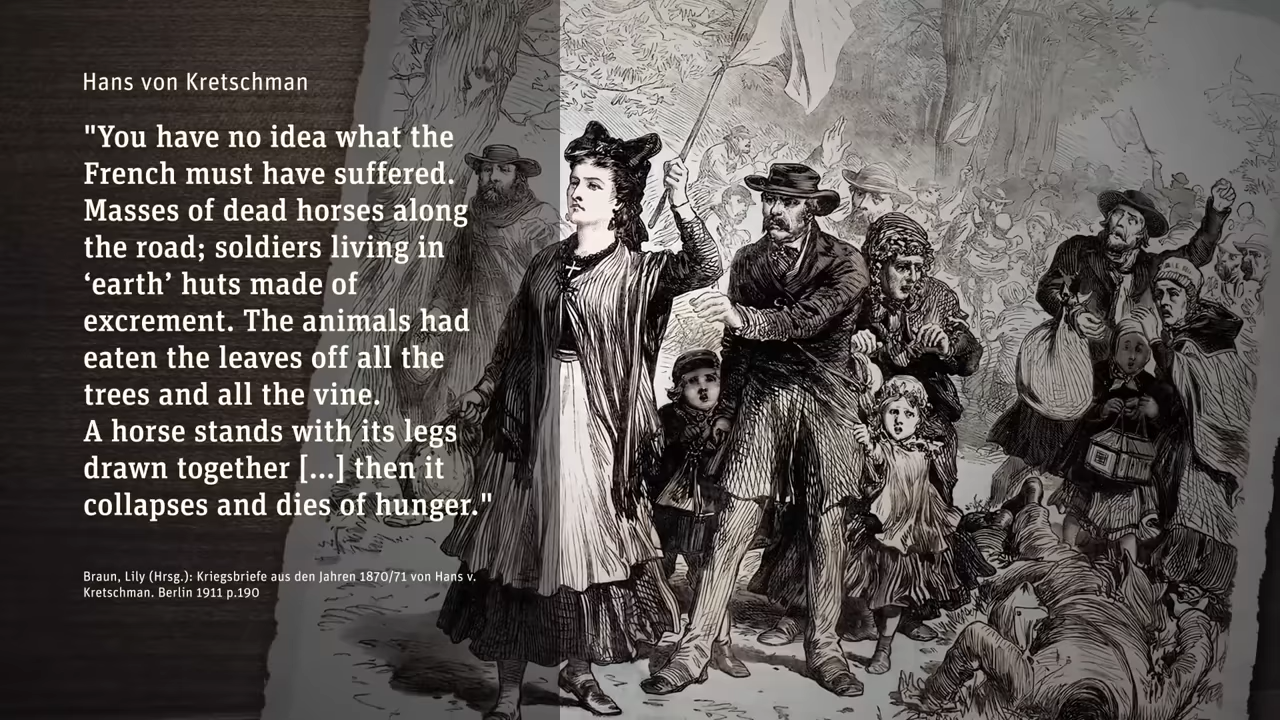 Hans von Kretschman
"You have no idea what the
French must have suffered.
Masses of dead horses along
the road; soldiers living in
‘earth’ huts made of
excrement. The animals had
eaten the leaves off all the
trees and all the vine.
A horse stands with its legs
drawn together [...] then it
collapses and dies of hunger."
Braun, Lily (Hrsg.): Kriegsbriefe aus den Jahren 1870/71 von Hans v.
Kretschman. Berlin 1911 p.190